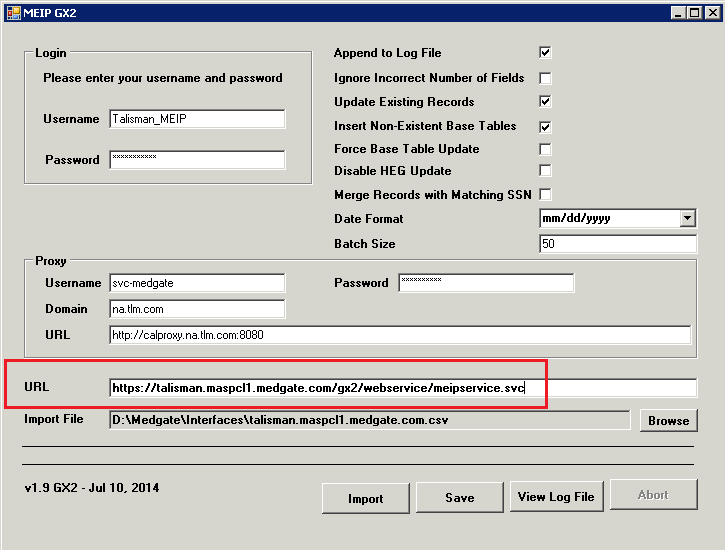 MEIP GX2
Login
Please enter your username and password
Username Talisman_MEIP
Password ***********
Append to Log File
Ignore Incorrect Number of Fields
Update Existing Records
Insert Non-Existent Base Tables
Force Base Table Update
Disable HEG Update
Merge Records with Matching SSN
Date Format mm/dd/yyyy
Batch Size 50
Proxy
Username svc-medgate Password **********
Domain na.tlm.com
URL http://calproxy.na.tlm.com:8080
URL https://talisman.maspcl1.medgate.com/gx2/webservice/meipservice.svc
Import File D:\Medgate\Interfaces\talisman.maspcl1.medgate.com.csv Browse
v1.9 GX2 - Jul 10, 2014
Import Save View Log File Abort